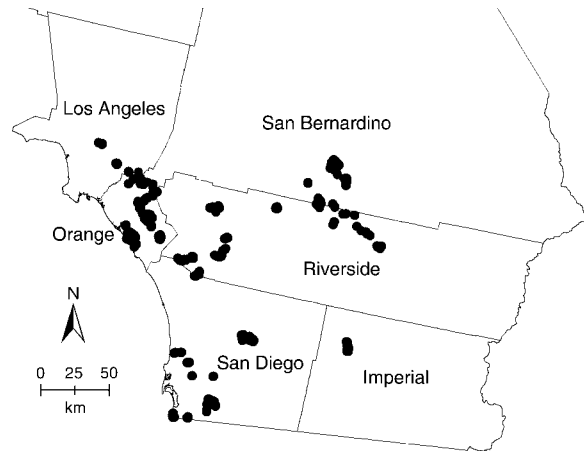 Los Angeles
San Bernardino
Orange
Riverside
N
San Diego
Imperial
0 25 50
km